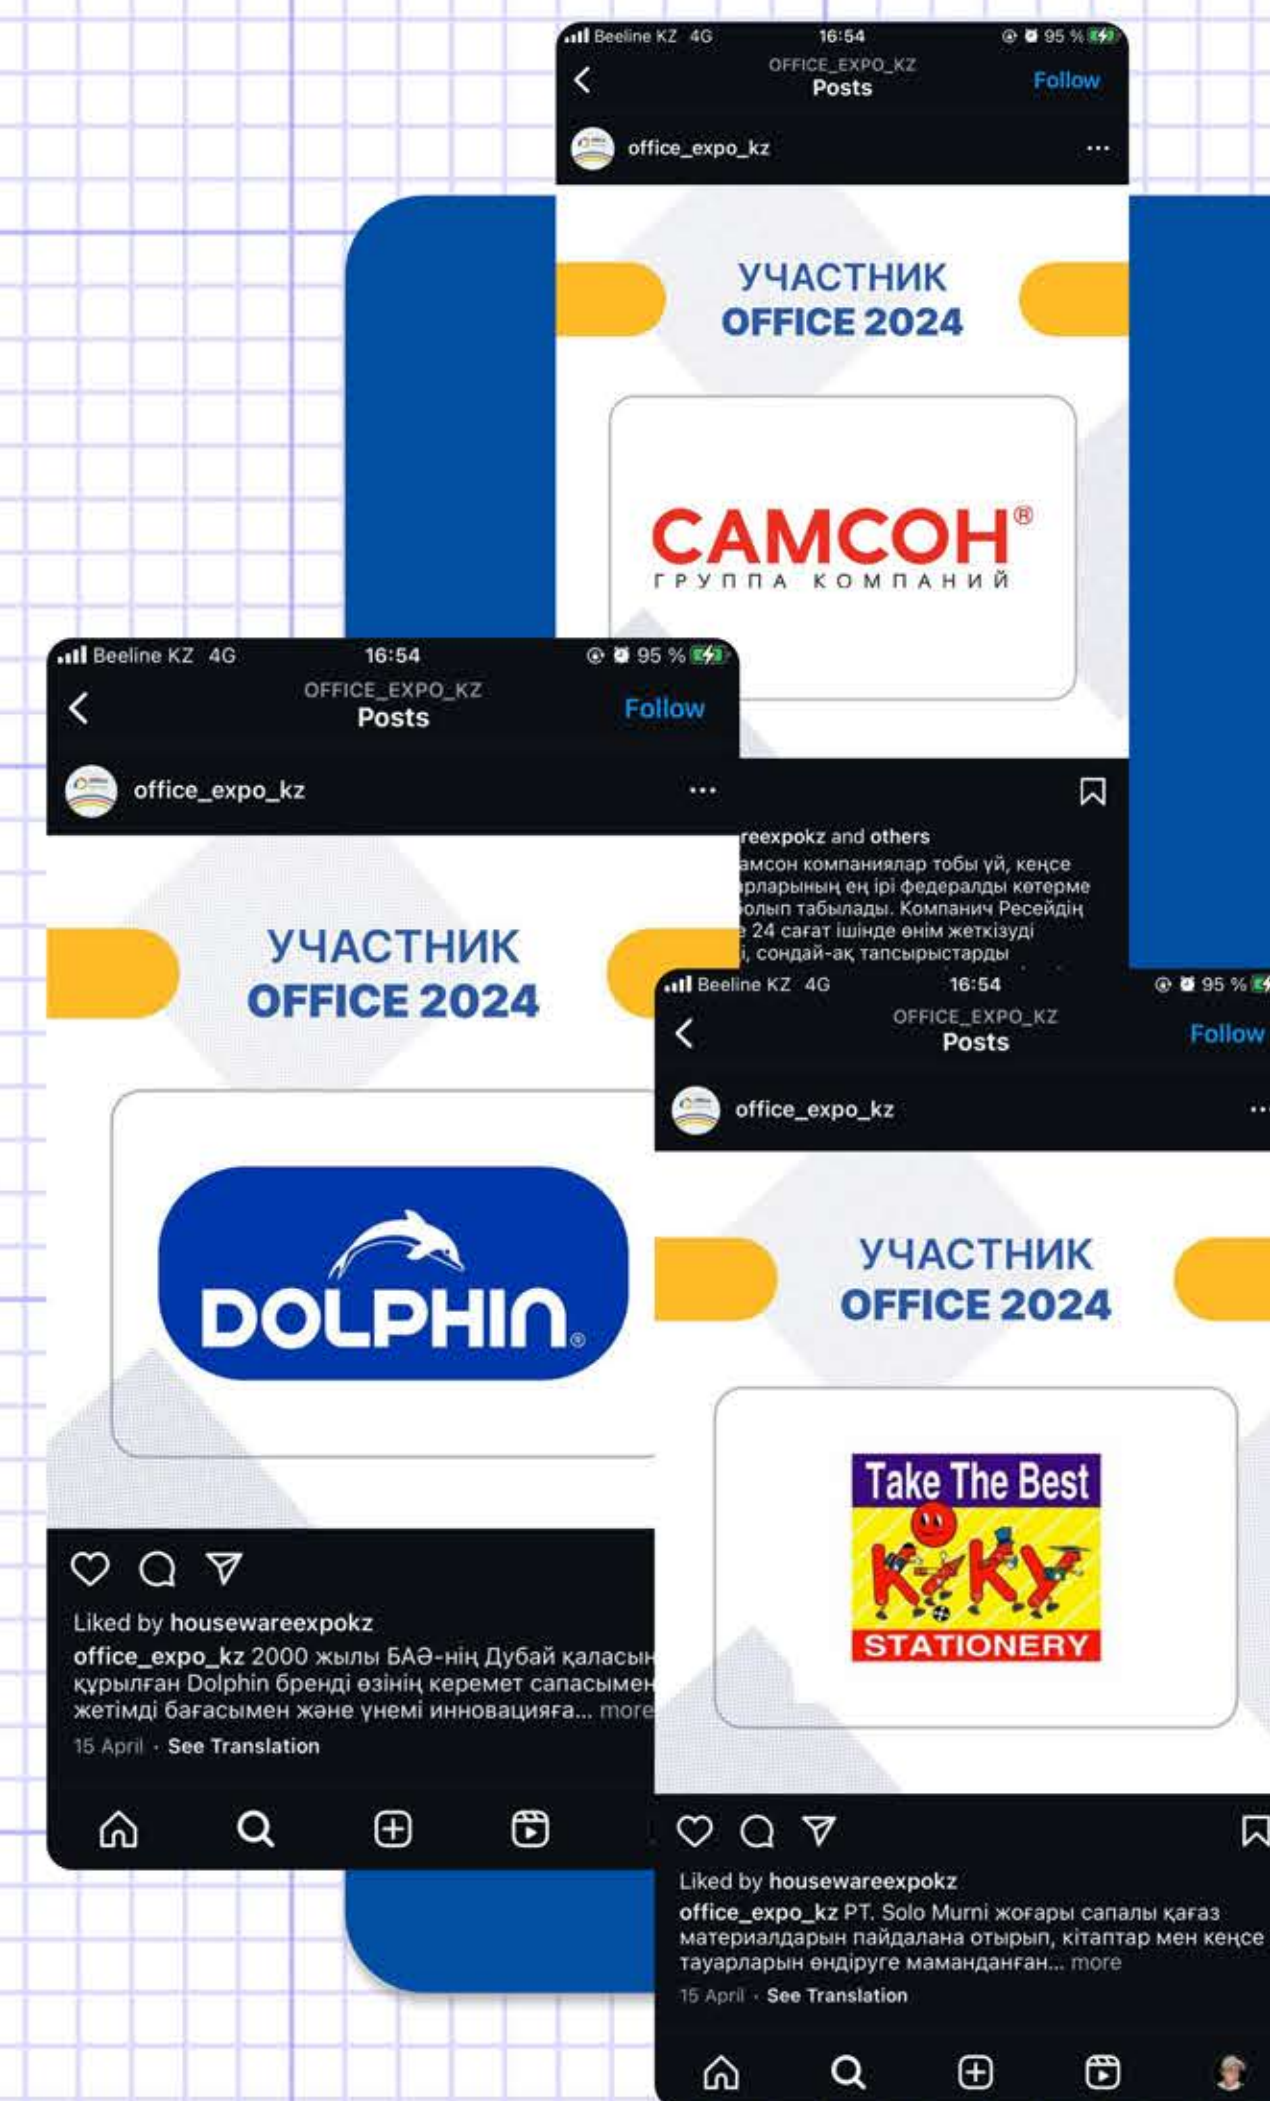 Beeline KZ 4G 16:54 95 %
OFFICE_EXPO_KZ
Posts
Follow
office_expo_kz
УЧАСТНИК
OFFICE 2024
САМСОН®
ГРУППА КОМПАНИЙ
reexpokz and others
амсон компаниялар тобы үй, кеңсе
рларының ең ірі федералды көтерме
болып табылады. Компанич Ресейдің
е 24 сағат ішінде өнім жеткізуді
і, сондай-ақ тапсырыстарды
Beeline KZ 4G 16:54 95 %
OFFICE_EXPO_KZ
Posts
Follow
office_expo_kz
УЧАСТНИК
OFFICE 2024
DOLPHIN®
Liked by housewareexpokz
office_expo_kz 2000 жылы БАӘ-нің Дубай қаласын
құрылған Dolphin бренді өзінің керемет сапасымен
жетімді бағасымен және үнемі инновацияға... more
15 April · See Translation
Beeline KZ 4G 16:54 95 %
OFFICE_EXPO_KZ
Posts
Follow
office_expo_kz
УЧАСТНИК
OFFICE 2024
Take The Best
KiKY
STATIONERY
Liked by housewareexpokz
office_expo_kz PT. Solo Murni жоғары сапалы қағаз
материалдарын пайдалана отырып, кітаптар мен кеңсе
тауарларын өндіруге маманданған... more
15 April · See Translation